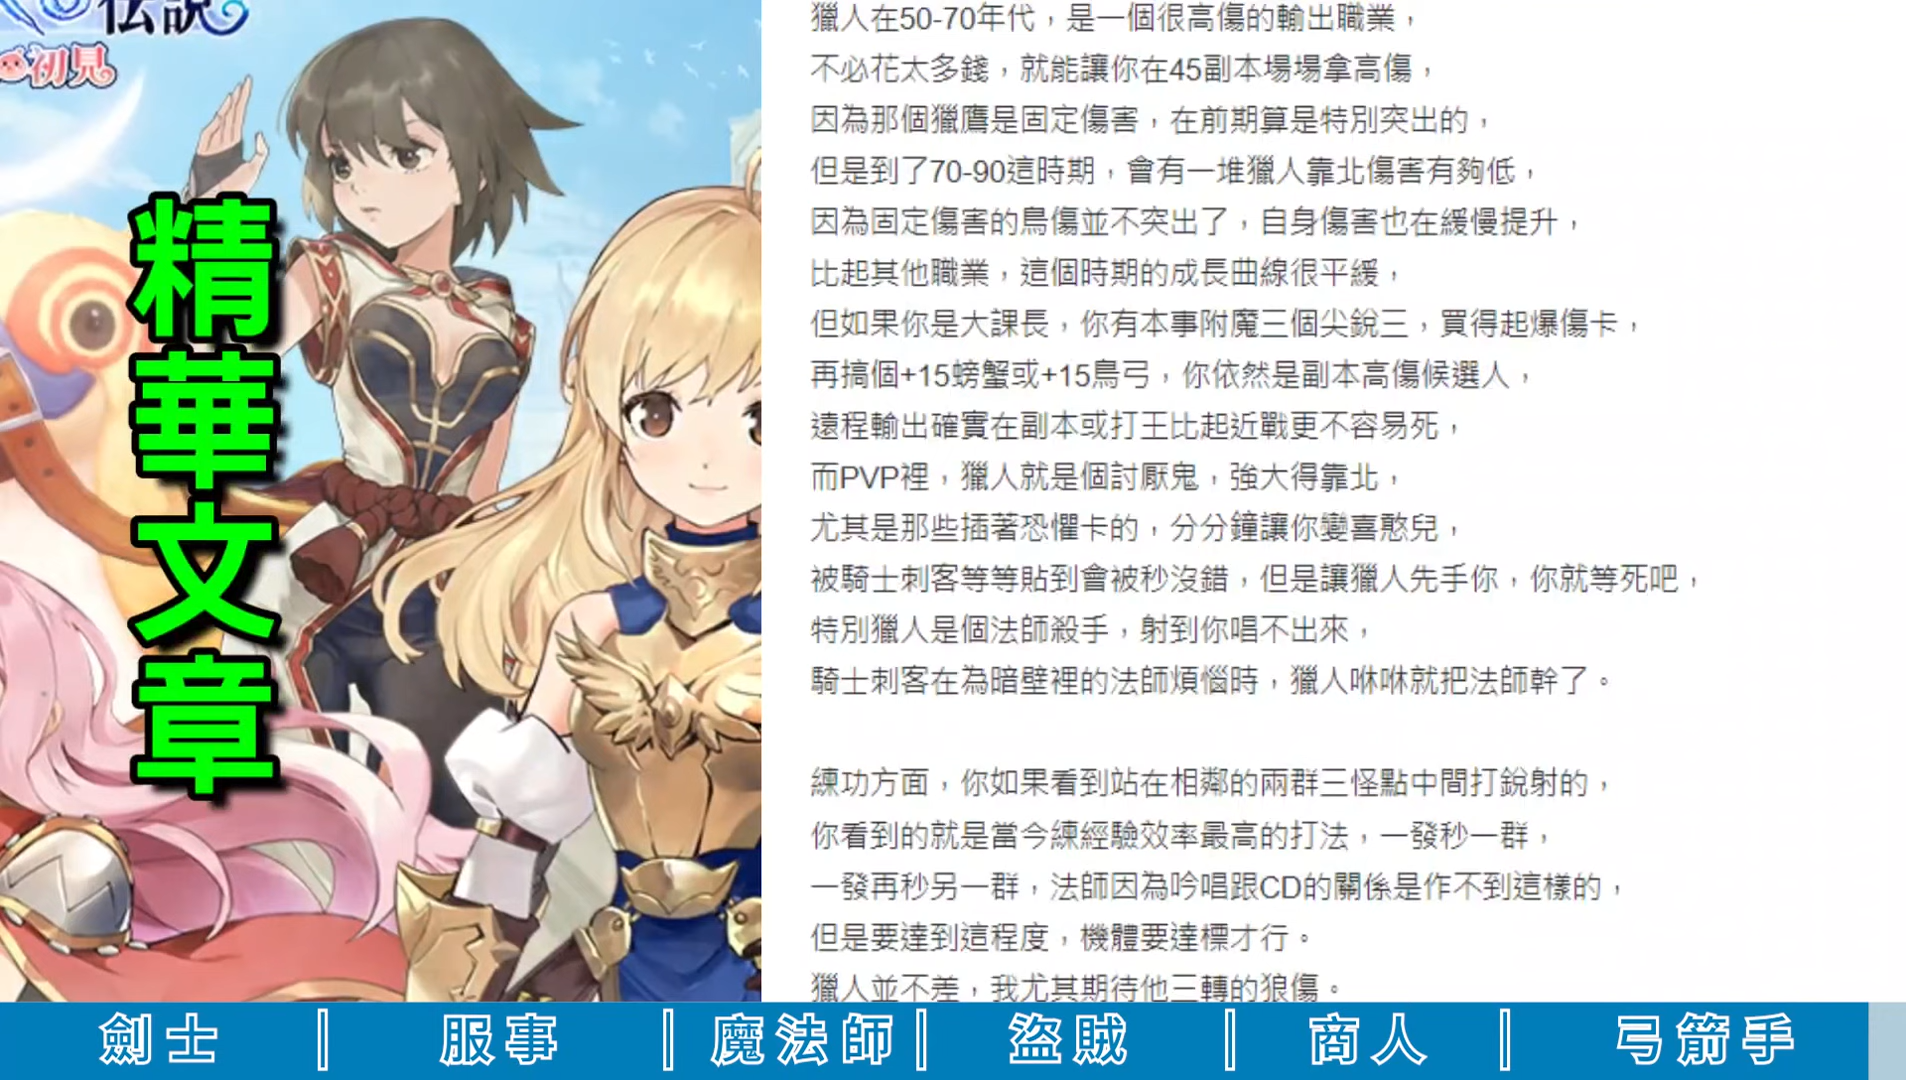 伝説
初見
精華文章
獵人在50-70年代，是一個很高傷的輸出職業，
不必花太多錢，就能讓你在45副本場場拿高傷，
因為那個獵鷹是固定傷害，在前期算是特別突出的，
但是到了70-90這時期，會有一堆獵人靠北傷害有夠低，
因為固定傷害的鳥傷並不突出了，自身傷害也在緩慢提升，
比起其他職業，這個時期的成長曲線很平緩，
但如果你是大課長，你有本事附魔三個尖銳三，買得起爆傷卡，
再搞個+15螃蟹或+15鳥弓，你依然是副本高傷候選人，
遠程輸出確實在副本或打王比起近戰更不容易死，
而PVP裡，獵人就是個討厭鬼，強大得靠北，
尤其是那些插著恐懼卡的，分分鐘讓你變喜憨兒，
被騎士刺客等等貼到會被秒沒錯，但是讓獵人先手你，你就等死吧，
特別獵人是個法師殺手，射到你唱不出來，
騎士刺客在為暗壁裡的法師煩惱時，獵人咻咻就把法師幹了。
練功方面，你如果看到站在相鄰的兩群三怪點中間打銳射的，
你看到的就是當今練經驗效率最高的打法，一發秒一群，
一發再秒另一群，法師因為吟唱跟CD的關係是作不到這樣的，
但是要達到這程度，機體要達標才行。
獵人並不差，我尤其期待他三轉的狼傷。
劍士 | 服事 | 魔法師 | 盜賊 | 商人 | 弓箭手